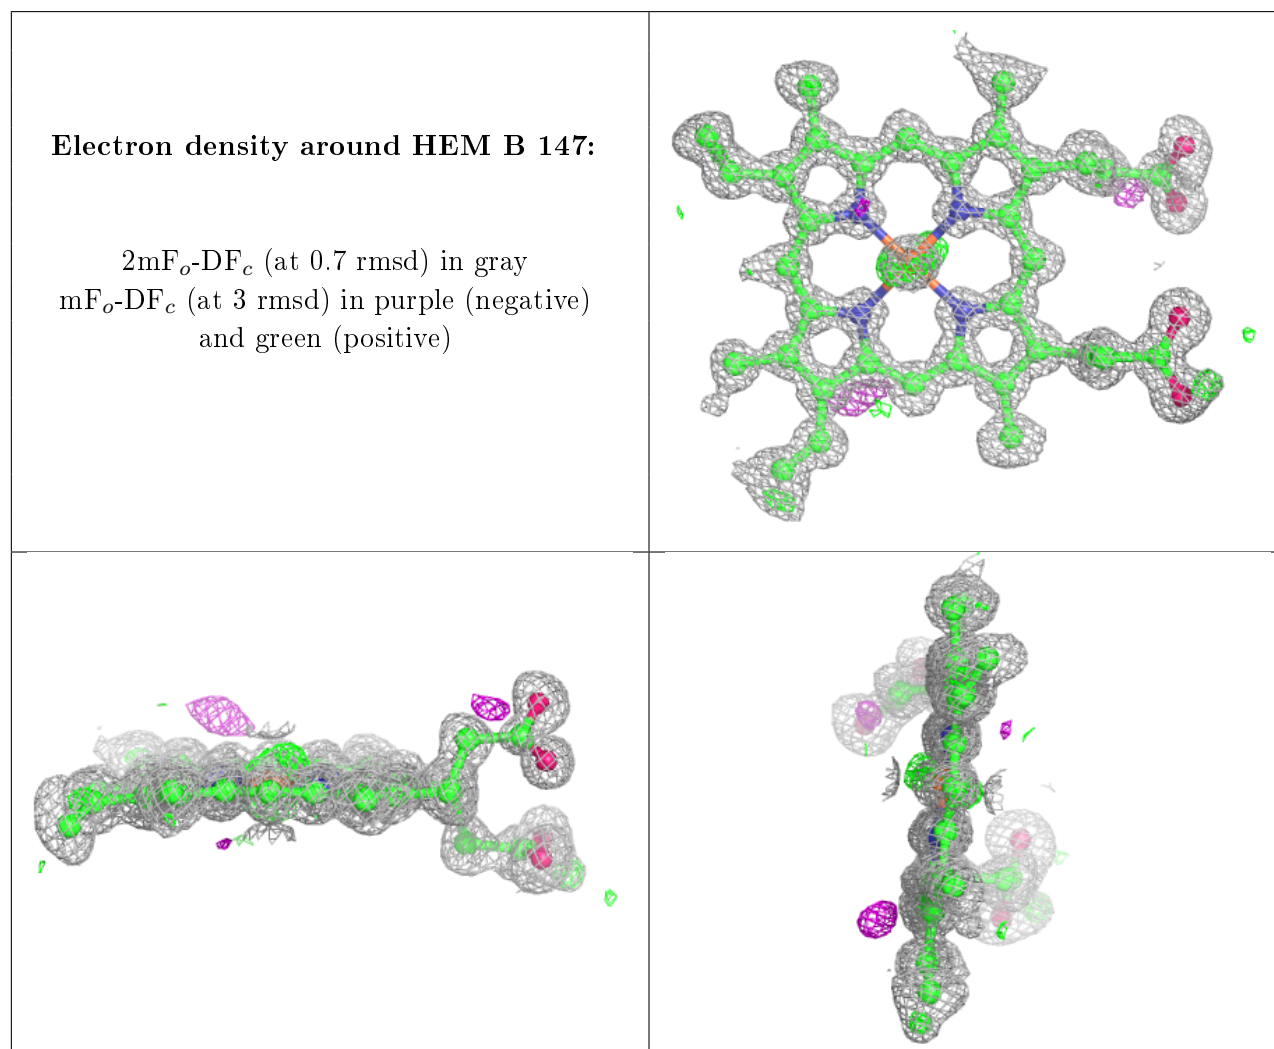 Electron density around HEM B 147:
2mFₒ-DF𝒸 (at 0.7 rmsd) in gray
mFₒ-DF𝒸 (at 3 rmsd) in purple (negative)
and green (positive)